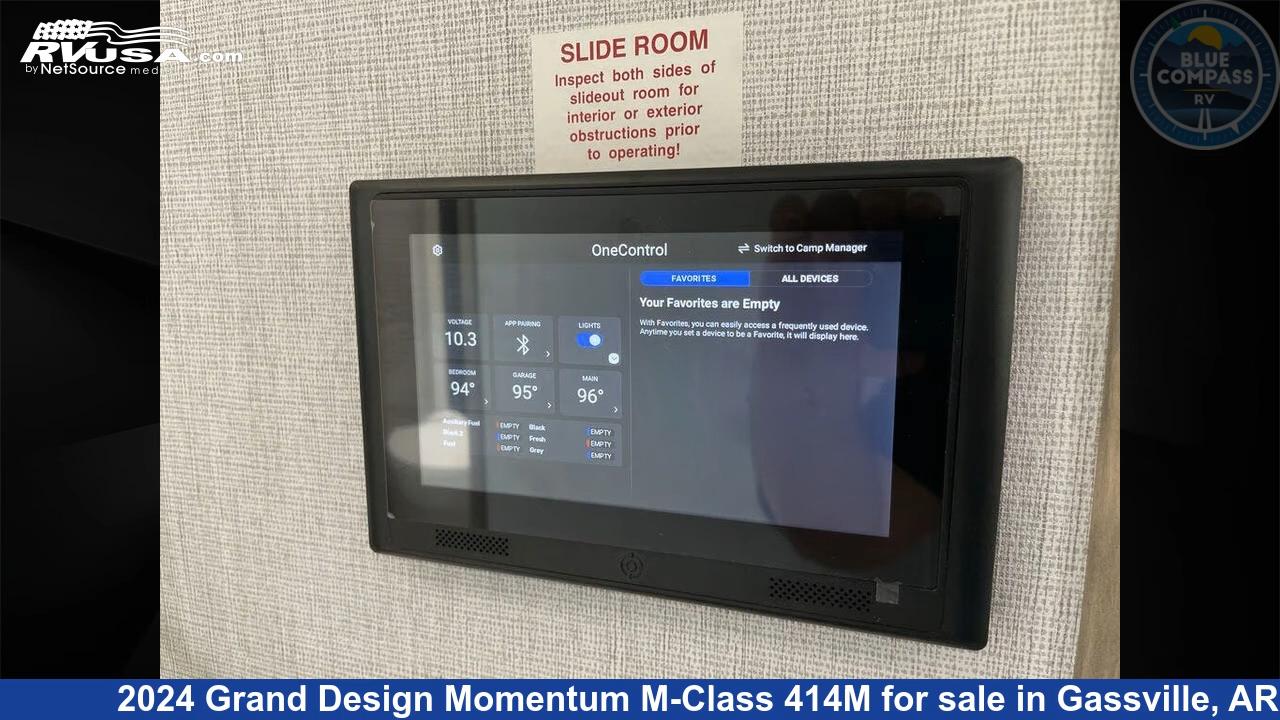 RVUSA.com
by NetSource med
BLUE
COMPASS
RV
SLIDE ROOM
Inspect both sides of
slideout room for
interior or exterior
obstructions prior
to operating!
OneControl
Switch to Camp Manager
FAVORITES
ALL DEVICES
Your Favorites are Empty
With Favorites, you can easily access a frequently used device.
Anytime you set a device to be a Favorite, it will display here.
VOLTAGE
10.3
APP PAIRING
LIGHTS
BEDROOM
94°
GARAGE
95°
MAIN
96°
Auxiliary Fuel EMPTY Black EMPTY
Black 2 EMPTY Fresh EMPTY
Fuel EMPTY Grey EMPTY
2024 Grand Design Momentum M-Class 414M for sale in Gassville, AR